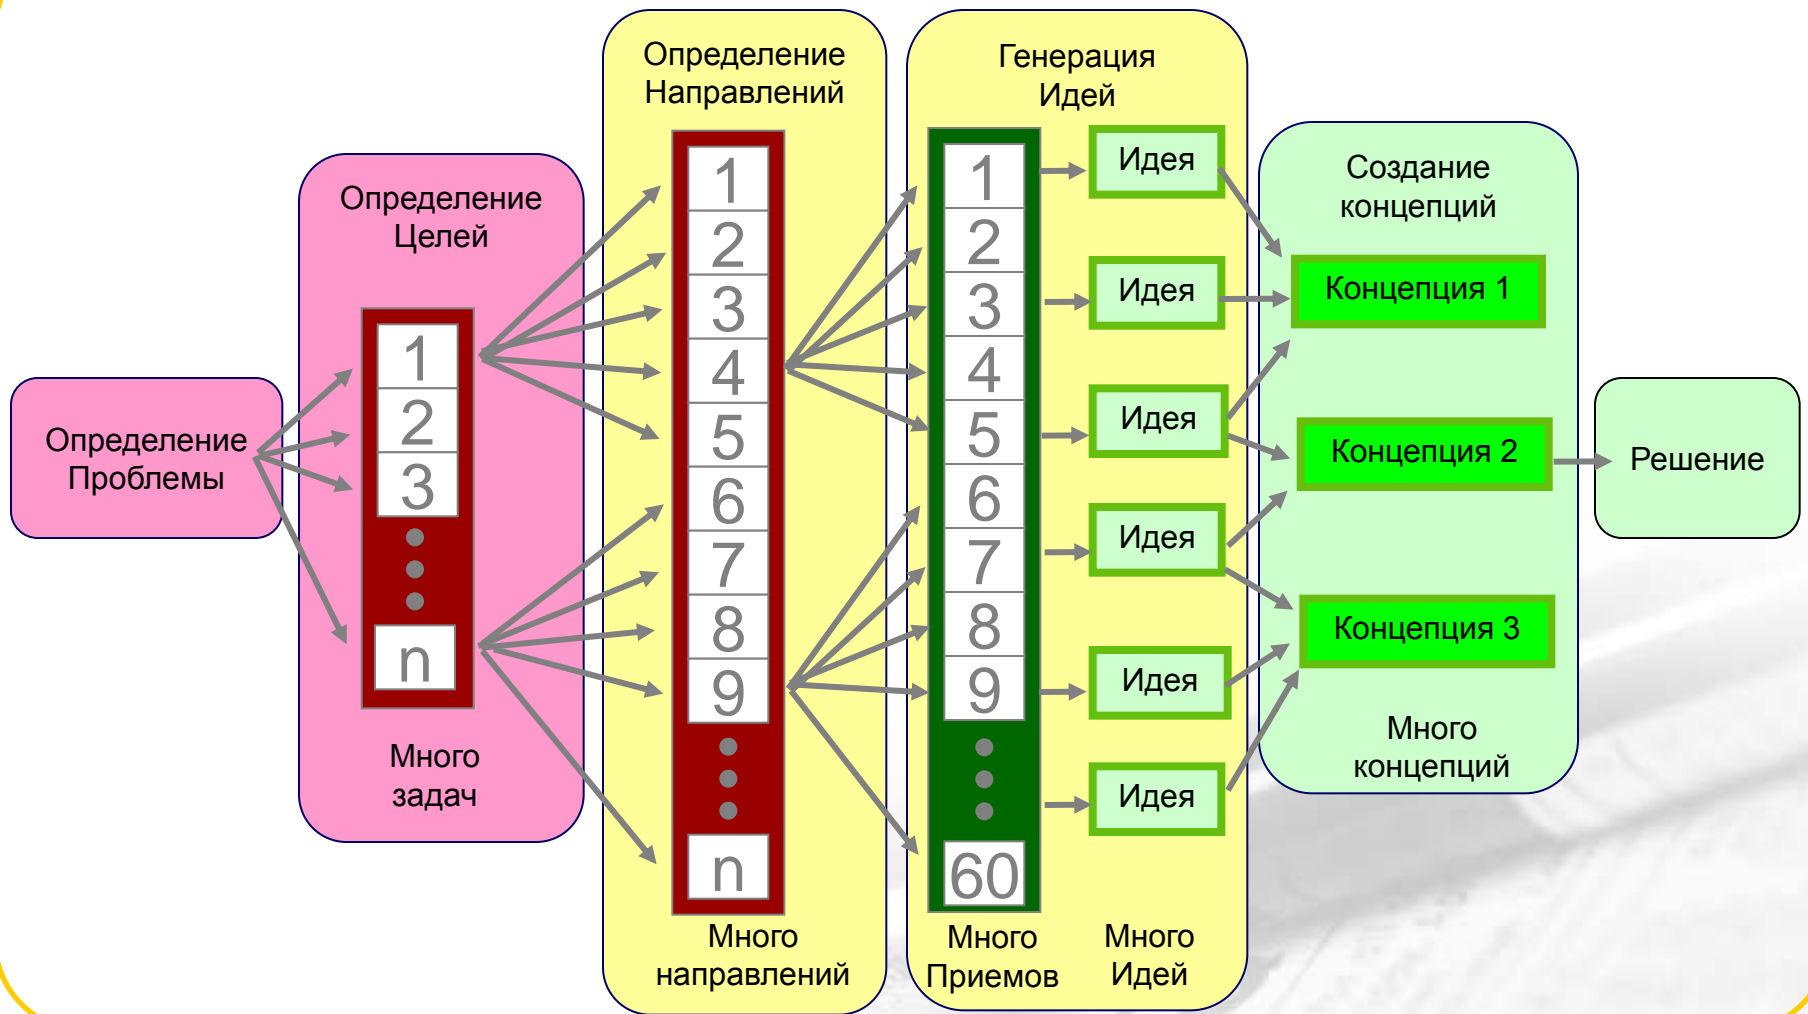 Определение
Проблемы
Определение
Целей
1
2
3
n
Много
задач
Определение
Направлений
1
2
3
4
5
6
7
8
9
n
Много
направлений
Генерация
Идей
1
2
3
4
5
6
7
8
9
60
Много
Приемов
Идея
Идея
Идея
Идея
Идея
Идея
Много
Идей
Создание
концепций
Концепция 1
Концепция 2
Концепция 3
Много
концепций
Решение